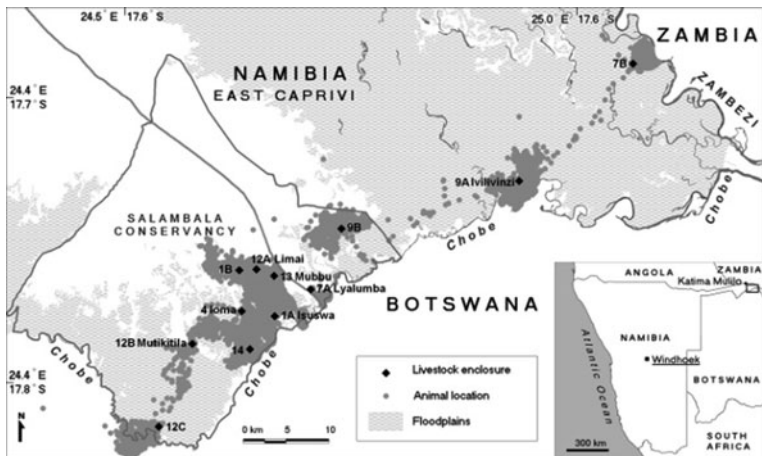 24.5° E 17.6° S
25.0° E 17.6° S
ZAMBIA
7B
NAMIBIA
EAST CAPRIVI
ZAMBEZI
24.4° E
17.7° S
9A Ivilivinzi
Chobe
SALAMBALA
CONSERVANCY
9B
Chobe
12A Limai
1B
13 Mubbu
7A Lyalumba
BOTSWANA
4 Ioma
1A Isuswa
12B Mutikitila
14
Chobe
Chobe
24.4° E
17.8° S
12C
N
0 km 5 10
Livestock enclosure
Animal location
Floodplains
ANGOLA
ZAMBIA
Katima Mulilo
NAMIBIA
Windhoek
Atlantic Ocean
BOTSWANA
SOUTH
AFRICA
300 km